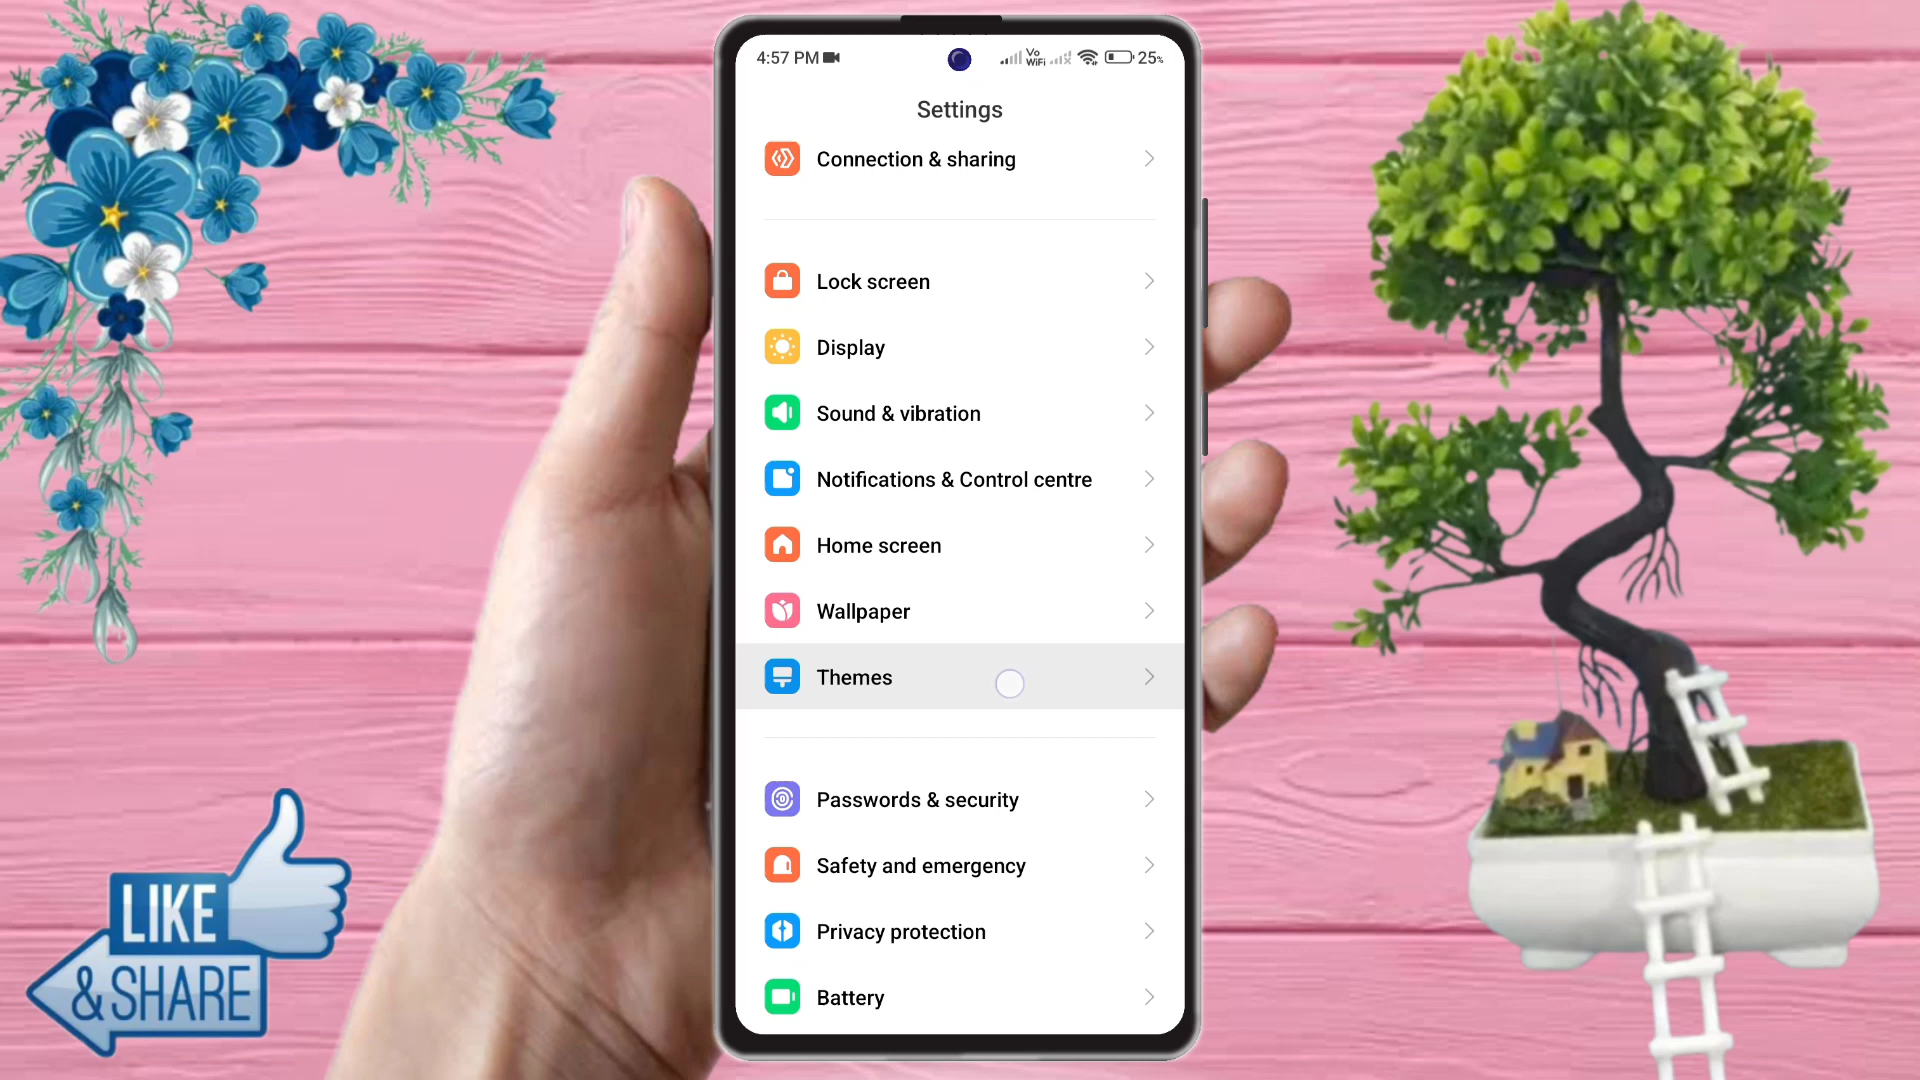 4:57 PM
Vo
WiFi
25%
Settings
Connection & sharing
Lock screen
Display
Sound & vibration
Notifications & Control centre
Home screen
Wallpaper
Themes
Passwords & security
Safety and emergency
Privacy protection
Battery
LIKE
& SHARE